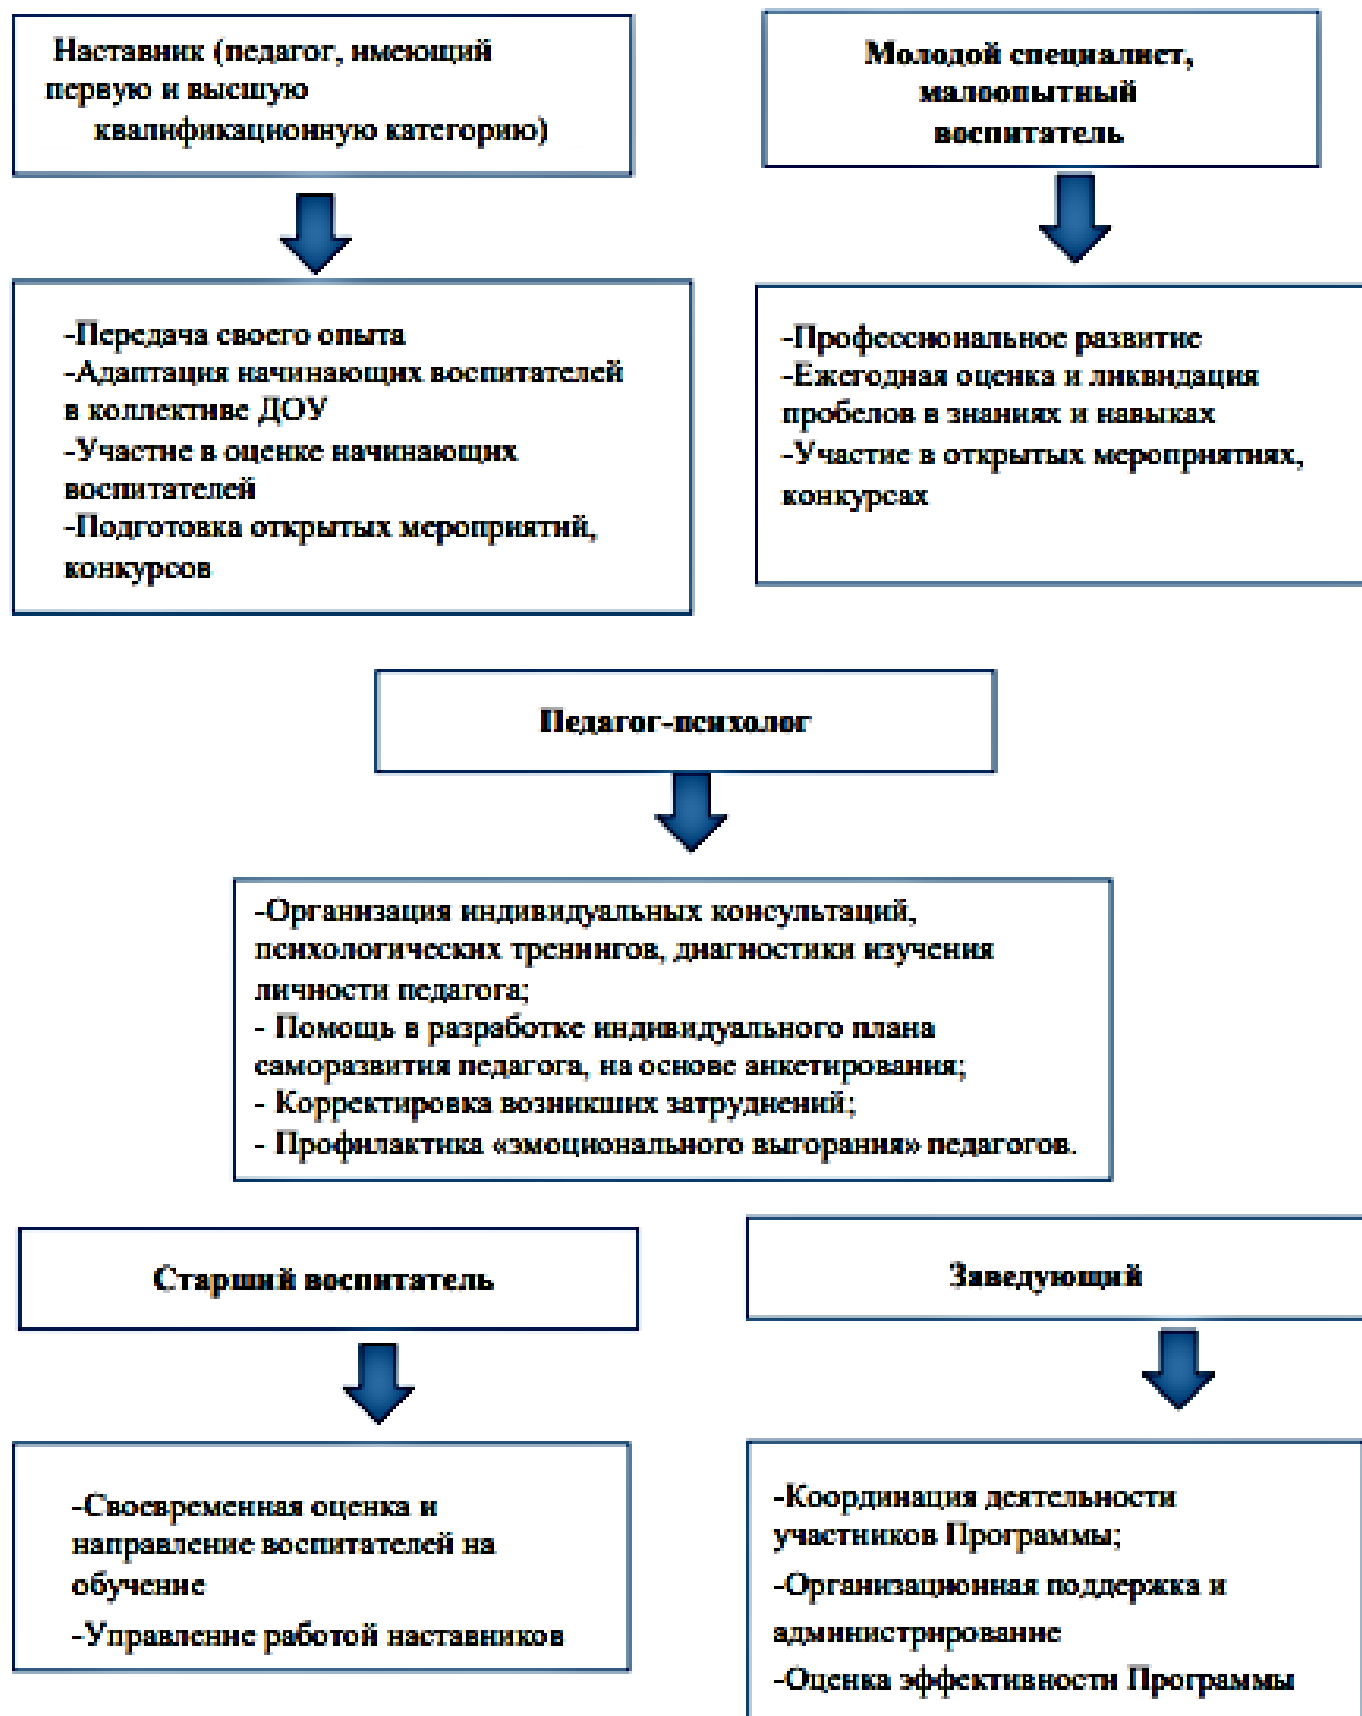 Наставник (педагог, имеющий
первую и высшую
квалификационную категорию)
Молодой специалист,
малоопытный
воспитатель
-Передача своего опыта
-Адаптация начинающих воспитателей
в коллективе ДОУ
-Участие в оценке начинающих
воспитателей
-Подготовка открытых мероприятий,
конкурсов
-Профессиональное развитие
-Ежегодная оценка и ликвидация
пробелов в знаниях и навыках
-Участие в открытых мероприятиях,
конкурсах
Педагог-психолог
-Организация индивидуальных консультаций,
психологических тренингов, диагностики изучения
личности педагога;
- Помощь в разработке индивидуального плана
саморазвития педагога, на основе анкетирования;
- Корректировка возникших затруднений;
- Профилактика «эмоционального выгорания» педагогов.
Старший воспитатель
Заведующий
-Своевременная оценка и
направление воспитателей на
обучение
-Управление работой наставников
-Координация деятельности
участников Программы;
-Организационная поддержка и
администрирование
-Оценка эффективности Программы